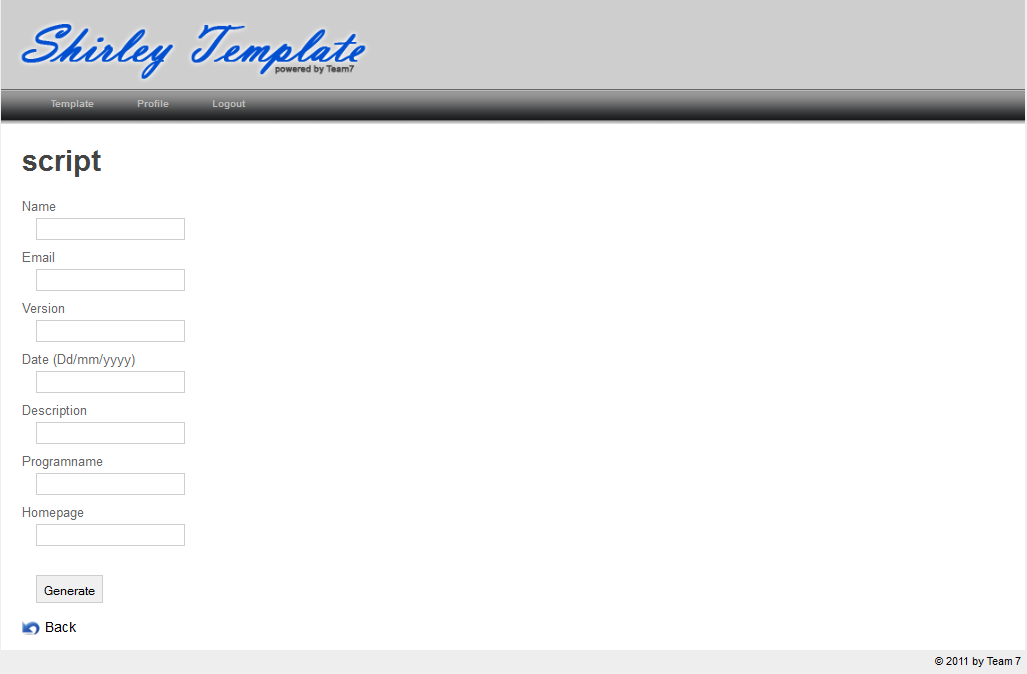 Shirley Template
powered by Team7
Template Profile Logout
script
Name
Email
Version
Date (Dd/mm/yyyy)
Description
Programname
Homepage
Generate
Back
© 2011 by Team 7